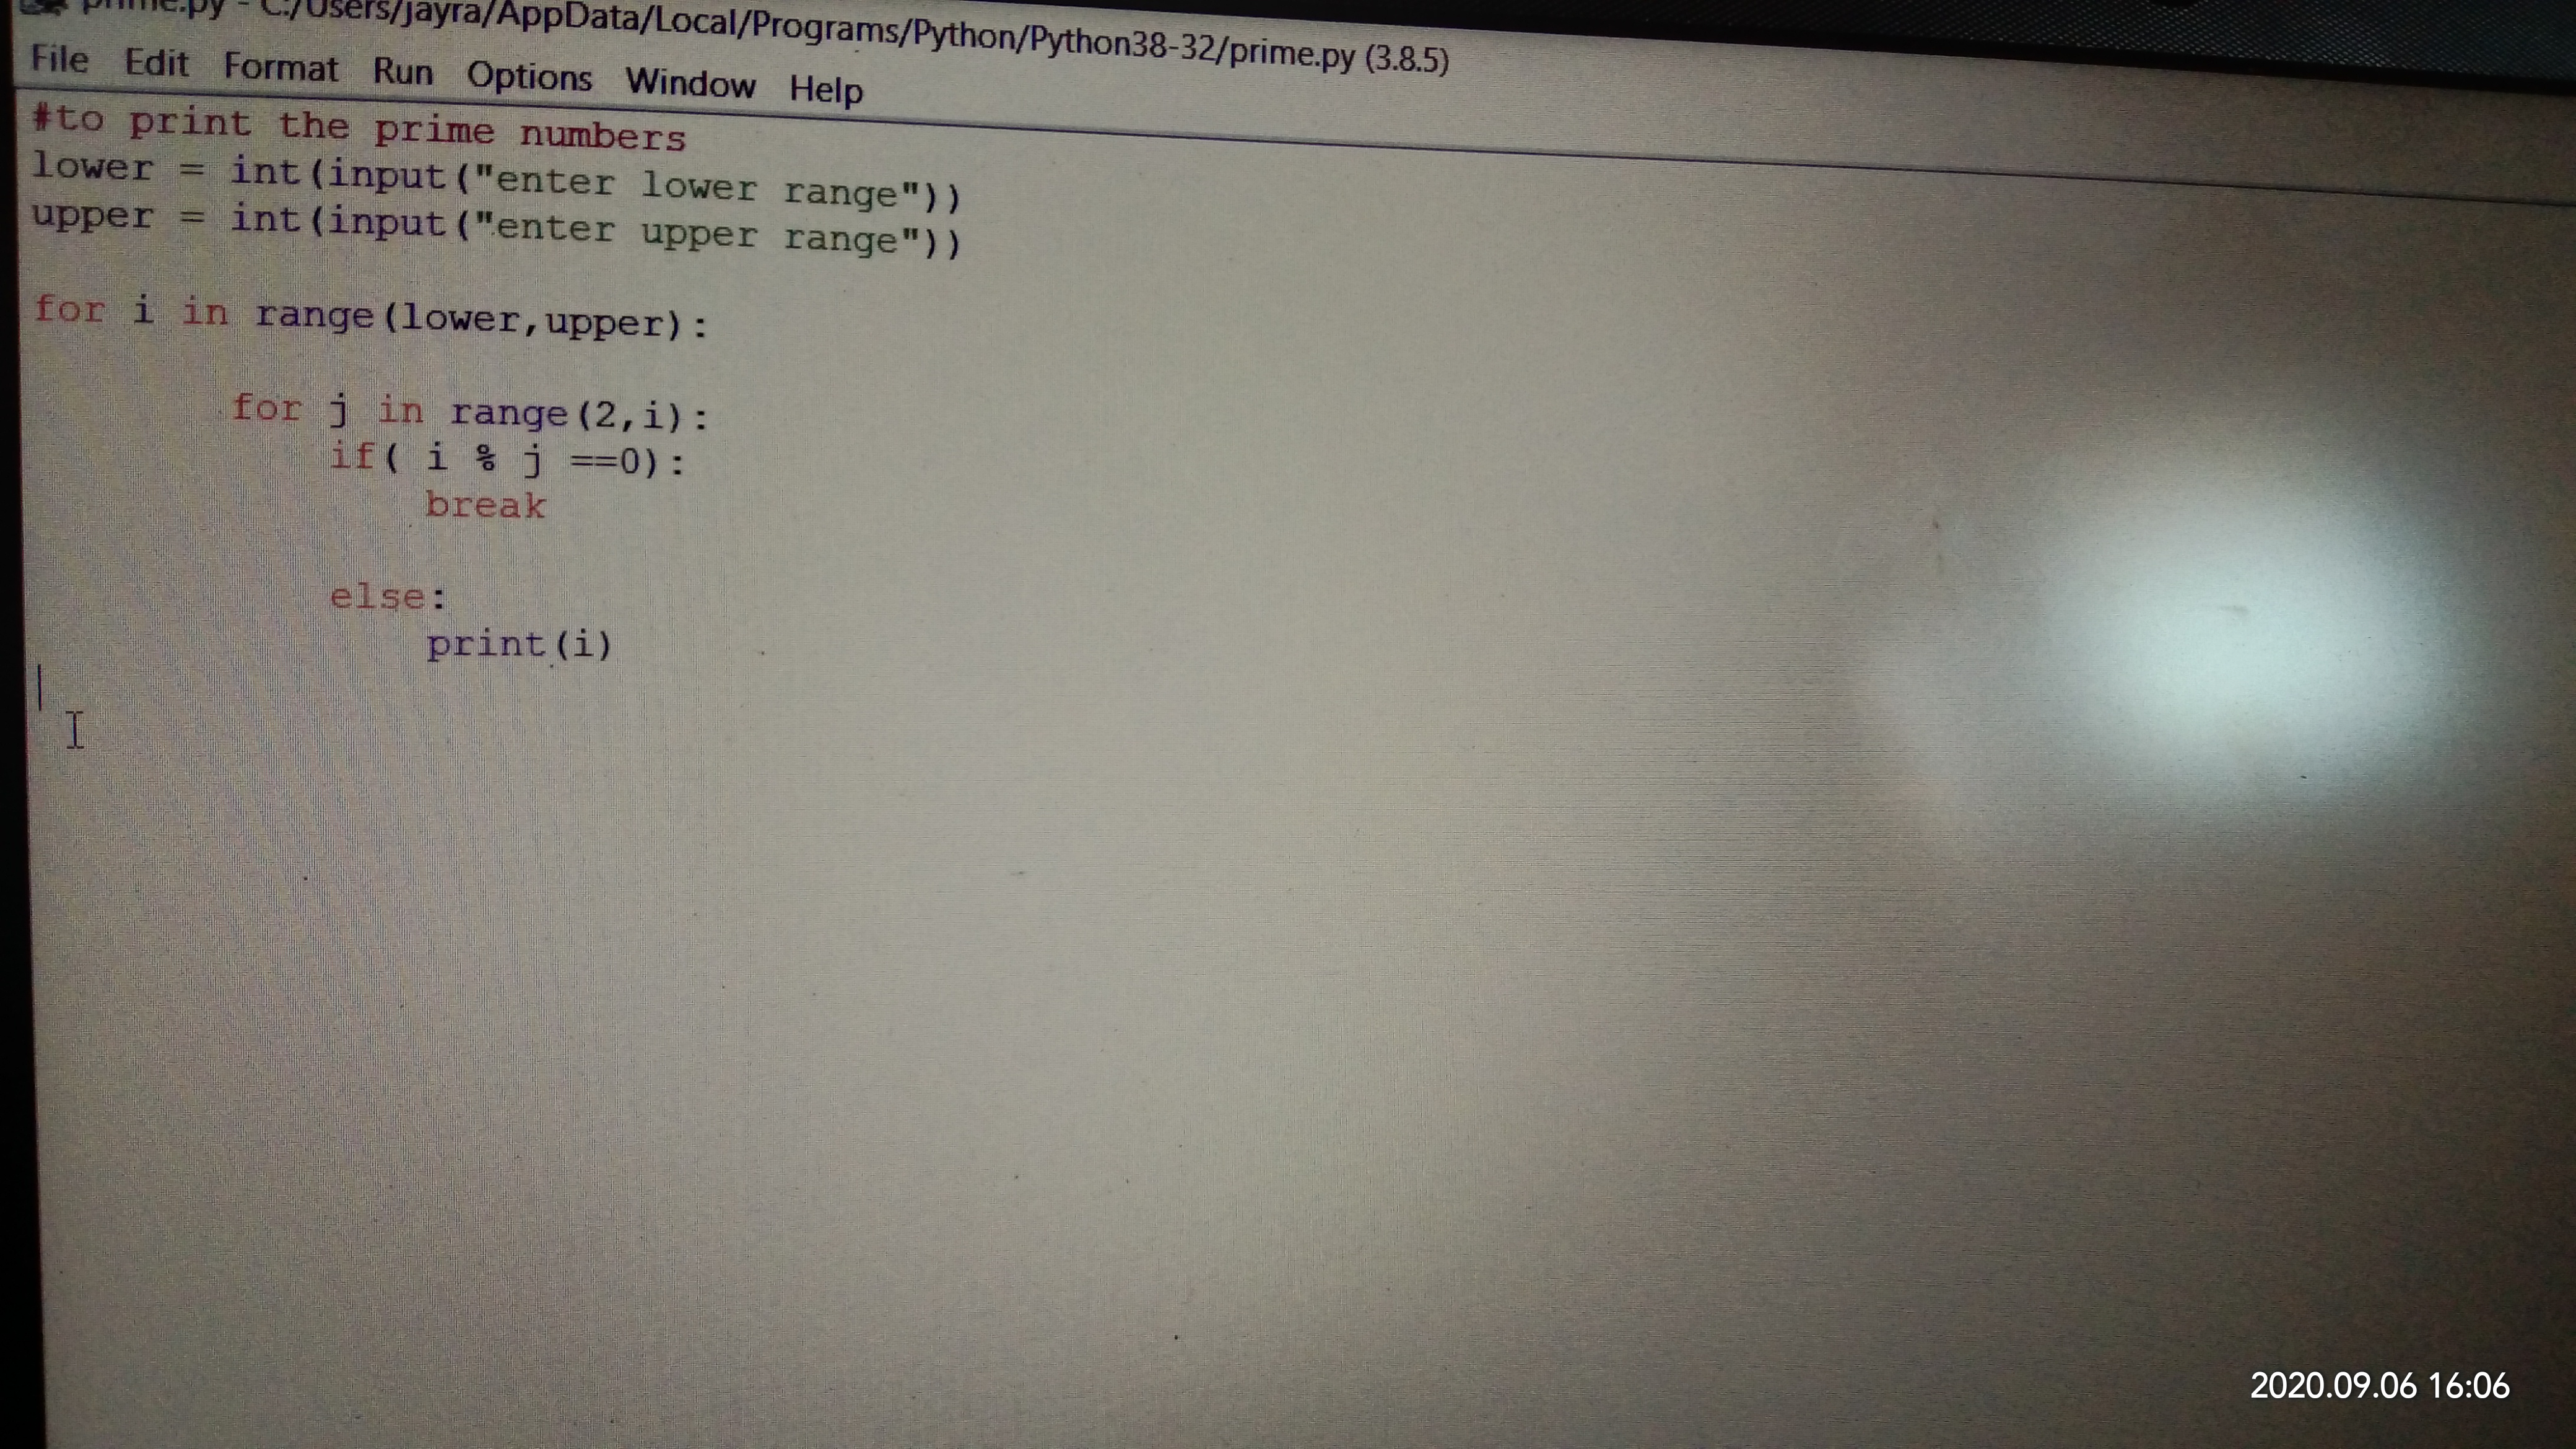 prime.py - C:/Users/jayra/AppData/Local/Programs/Python/Python38-32/prime.py (3.8.5)
File Edit Format Run Options Window Help
#to print the prime numbers
lower = int(input("enter lower range"))
upper = int(input("enter upper range"))
for i in range(lower,upper):
for j in range(2,i):
if( i % j ==0):
break
else:
print(i)
2020.09.06 16:06